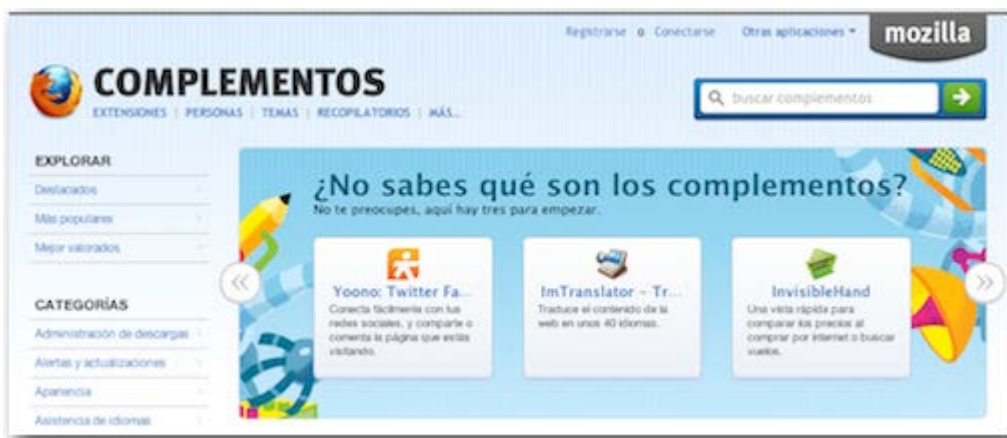 Registrarse o Conectarse Otras aplicaciones
mozilla
COMPLEMENTOS
EXTENSIONES | PERSONAS | TEMAS | RECOPILATORIOS | MÁS...
buscar complementos
EXPLORAR
Destacados
Más populares
Mejor valorados
CATEGORÍAS
Administración de descargas
Alertas y actualizaciones
Apariencia
Asistencia de idiomas
¿No sabes qué son los complementos?
No te preocupes, aquí hay tres para empezar.
Yoono: Twitter Fa...
Conecta fácilmente con tus
redes sociales, y comparte o
comenta la página que estás
visitando.
ImTranslator - Tr...
Traduce el contenido de la
web en unos 40 idiomas.
InvisibleHand
Una vista rápida para
comparar los precios al
comprar por internet o buscar
vuelos.